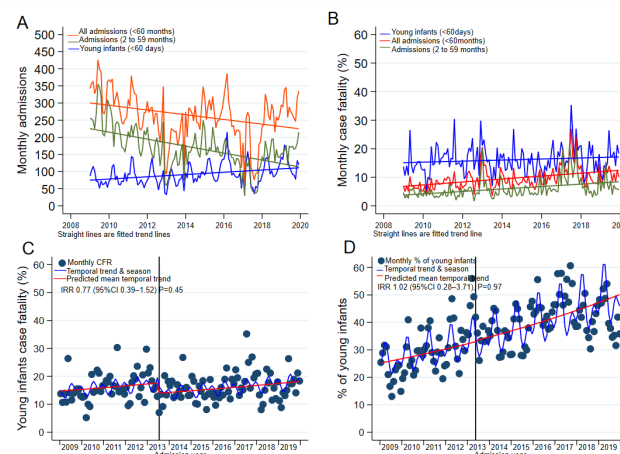 A
All admissions (<60 months)
Admissions (2 to 59 months)
Young infants (<60 days)
Monthly admissions
500
450
400
350
300
250
200
150
100
50
0
2008 2010 2012 2014 2016 2018 2020
Straight lines are fitted trend lines
B
Young infants (<60days)
All admissions (<60months)
Admissions (2 to 59 months)
Monthly case fatality (%)
60
50
40
30
20
10
0
2008 2010 2012 2014 2016 2018 20
Straight lines are fitted trend line
C
Monthly CFR
Temporal trend & season
Predicted mean temporal trend
IRR 0.77 (95%CI 0.39–1.52) P=0.45
Young infants case fatality (%)
60
50
40
30
20
10
0
2009 2010 2011 2012 2013 2014 2015 2016 2017 2018 2019
Admission year
D
Monthly % of young infants
Temporal trend & season
Predicted mean temporal trend
IRR 1.02 (95%CI 0.28–3.71), P=0.97
% of young infants
60
50
40
30
20
10
0
2009 2010 2011 2012 2013 2014 2015 2016 2017 2018 2019
Admission year